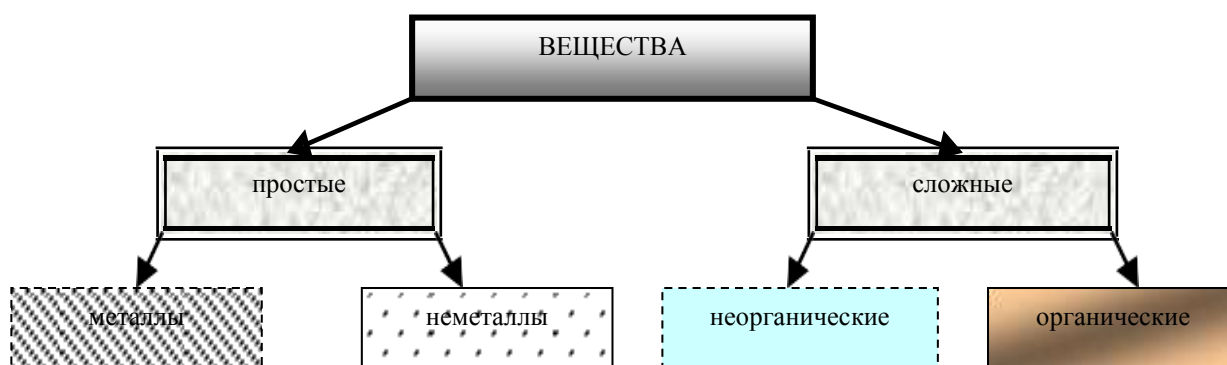 ВЕЩЕСТВА
простые
сложные
металлы
неметаллы
неорганические
органические